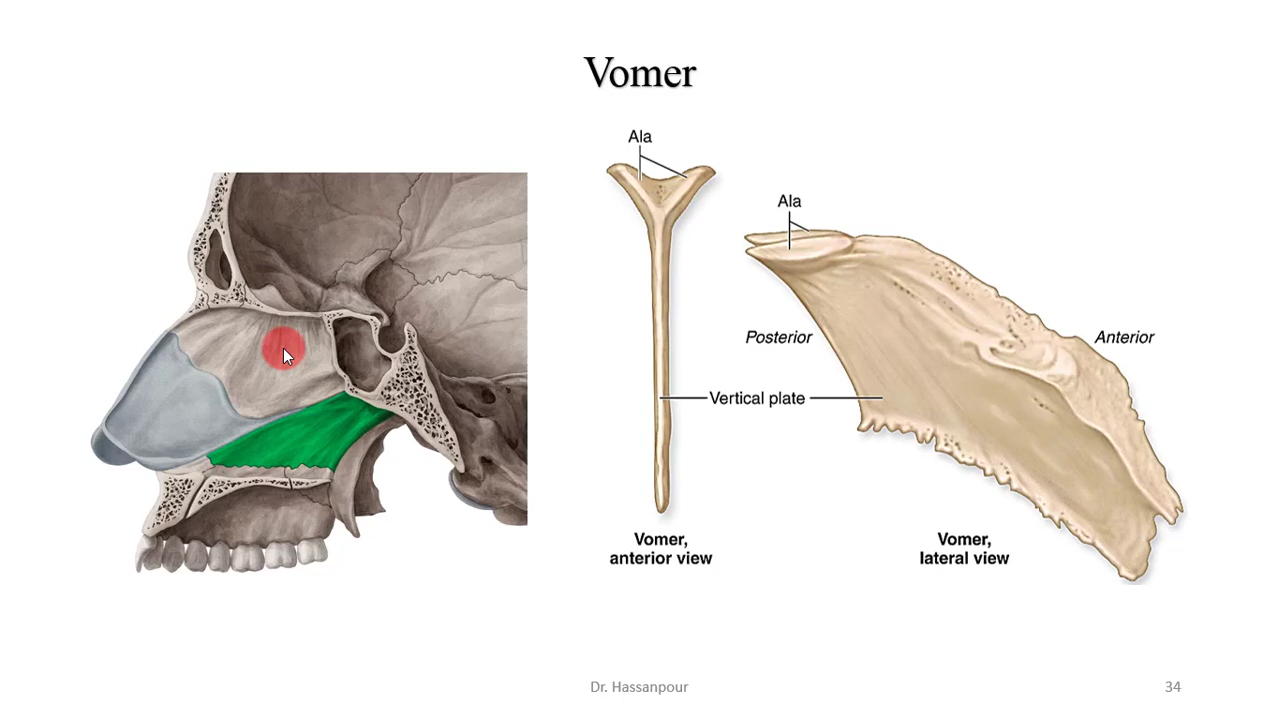 Vomer
Ala
Ala
Posterior
Anterior
Vertical plate
Vomer,
anterior view
Vomer,
lateral view
Dr. Hassanpour
34